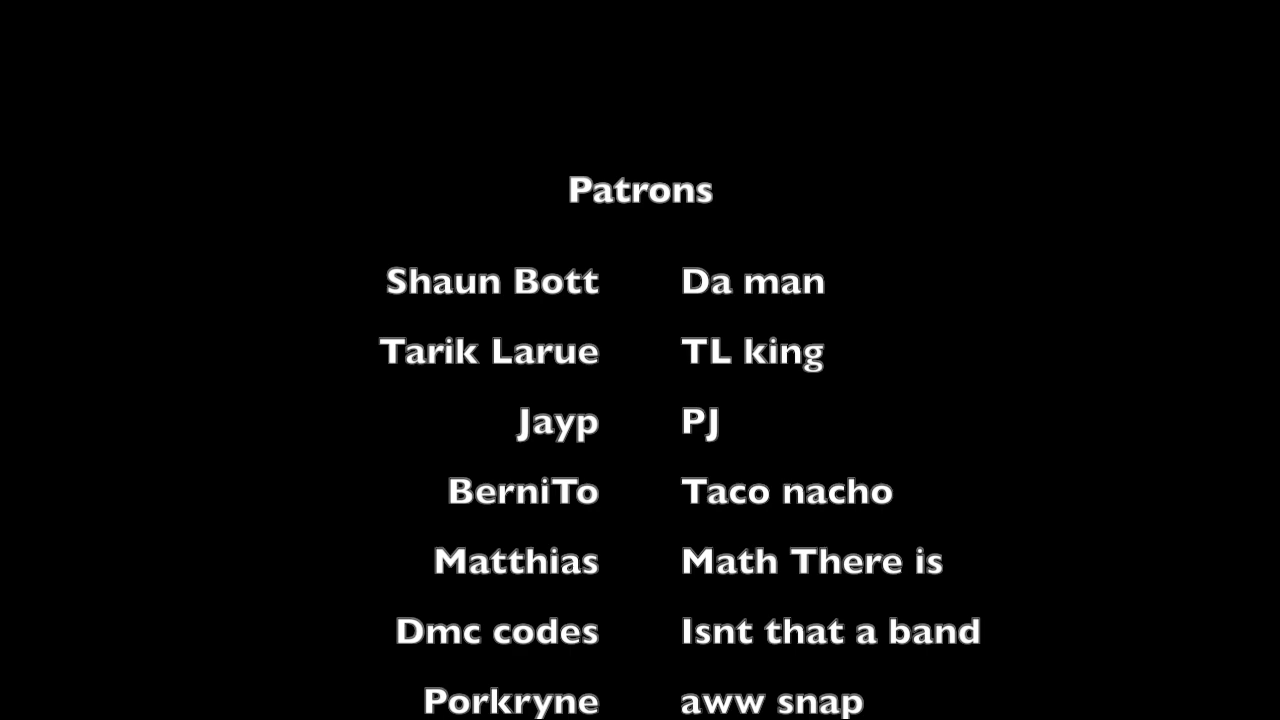 Patrons
Shaun Bott Da man
Tarik Larue TL king
Jayp PJ
BerniTo Taco nacho
Matthias Math There is
Dmc codes Isnt that a band
Porkryne aww snap